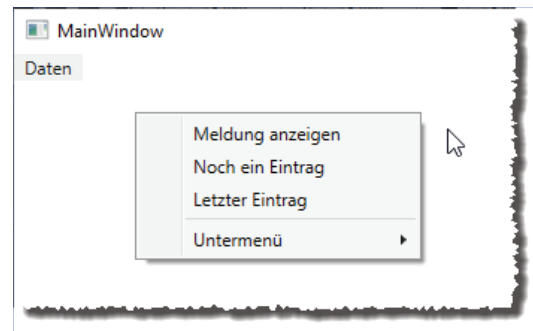 MainWindow
Daten
Meldung anzeigen
Noch ein Eintrag
Letzter Eintrag
Untermenü